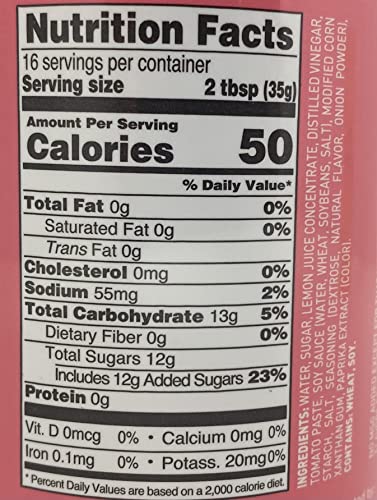 Nutrition Facts
16 servings per container
Serving size 2 tbsp (35g)
Amount Per Serving
Calories 50
% Daily Value*
Total Fat 0g 0%
Saturated Fat 0g 0%
Trans Fat 0g
Cholesterol 0mg 0%
Sodium 55mg 2%
Total Carbohydrate 13g 5%
Dietary Fiber 0g 0%
Total Sugars 12g
Includes 12g Added Sugars 23%
Protein 0g
Vit. D 0mcg 0% • Calcium 0mg 0%
Iron 0.1mg 0% • Potass. 20mg 0%
*Percent Daily Values are based on a 2,000 calorie diet.
INGREDIENTS: WATER, SUGAR, LEMON JUICE CONCENTRATE, DISTILLED VINEGAR,
TOMATO PASTE, SOY SAUCE (WATER, WHEAT, SOYBEANS, SALT), MODIFIED CORN
STARCH, SALT, SEASONING (DEXTROSE, NATURAL FLAVOR, ONION POWDER),
XANTHAN GUM, PAPRIKA EXTRACT (COLOR).
CONTAINS: WHEAT, SOY.